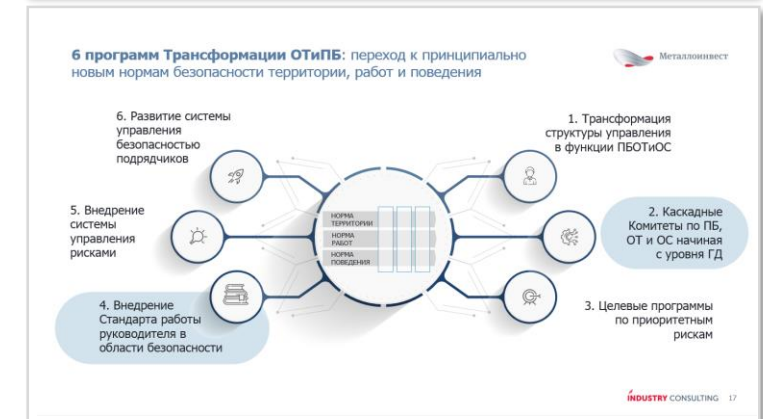 6 программ Трансформации ОТиПБ: переход к принципиально
новым нормам безопасности территории, работ и поведения
Металлоинвест
6. Развитие системы
управления
безопасностью
подрядчиков
1. Трансформация
структуры управления
в функции ПБОТиОС
5. Внедрение
системы
управления
рисками
НОРМА
ТЕРРИТОРИИ
НОРМА
РАБОТ
НОРМА
ПОВЕДЕНИЯ
2. Каскадные
Комитеты по ПБ,
ОТ и ОС начиная
с уровня ГД
4. Внедрение
Стандарта работы
руководителя в
области безопасности
3. Целевые программы
по приоритетным
рискам
INDUSTRY CONSULTING 17